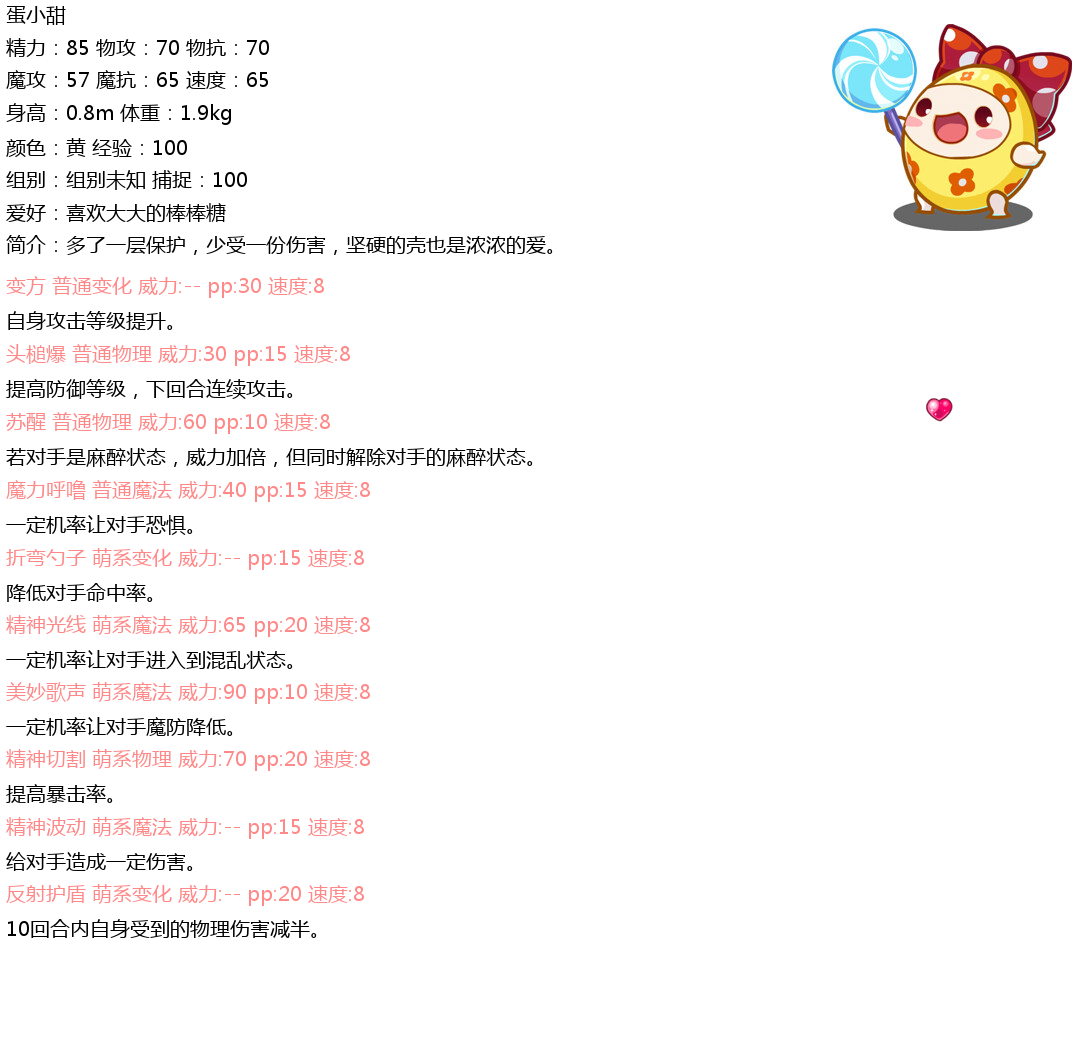 蛋小甜
精力：85 物攻：70 物抗：70
魔攻：57 魔抗：65 速度：65
身高：0.8m 体重：1.9kg
颜色：黄 经验：100
组别：组别未知 捕捉：100
爱好：喜欢大大的棒棒糖
简介：多了一层保护，少受一份伤害，坚硬的壳也是浓浓的爱。
变方 普通变化 威力:-- pp:30 速度:8
自身攻击等级提升。
头槌爆 普通物理 威力:30 pp:15 速度:8
提高防御等级，下回合连续攻击。
苏醒 普通物理 威力:60 pp:10 速度:8
若对手是麻醉状态，威力加倍，但同时解除对手的麻醉状态。
魔力呼噜 普通魔法 威力:40 pp:15 速度:8
一定机率让对手恐惧。
折弯勺子 萌系变化 威力:-- pp:15 速度:8
降低对手命中率。
精神光线 萌系魔法 威力:65 pp:20 速度:8
一定机率让对手进入到混乱状态。
美妙歌声 萌系魔法 威力:90 pp:10 速度:8
一定机率让对手魔防降低。
精神切割 萌系物理 威力:70 pp:20 速度:8
提高暴击率。
精神波动 萌系魔法 威力:-- pp:15 速度:8
给对手造成一定伤害。
反射护盾 萌系变化 威力:-- pp:20 速度:8
10回合内自身受到的物理伤害减半。